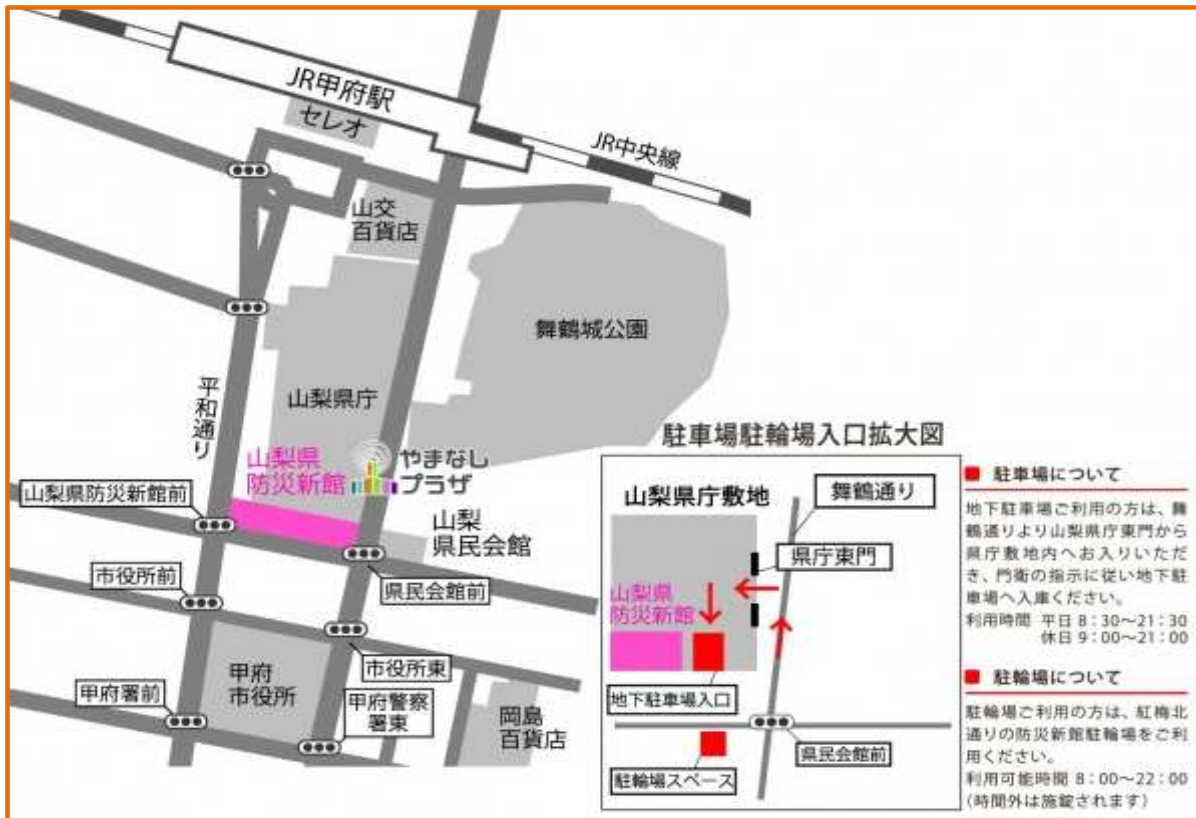 JR甲府駅
セレオ
JR中央線
山交
百貨店
舞鶴城公園
山梨県庁
平和通り
山梨県
防災新館
やまなし
プラザ
山梨県防災新館前
山梨
県民会館
県民会館前
市役所前
市役所東
甲府
市役所
甲府署前
甲府警察
署東
岡島
百貨店
駐車場駐輪場入口拡大図
山梨県庁敷地
舞鶴通り
県庁東門
山梨県
防災新館
地下駐車場入口
県民会館前
駐輪場スペース
駐車場について
地下駐車場ご利用の方は、舞
鶴通りより山梨県庁東門から
県庁敷地内へお入りいただ
き、門衛の指示に従い地下駐
車場へ入庫ください。
利用時間 平日 8:30～21:30
休日 9:00～21:00
駐輪場について
駐輪場ご利用の方は、紅梅北
通りの防災新館駐輪場をご利
用ください。
利用可能時間 8:00～22:00
(時間外は施錠されます)